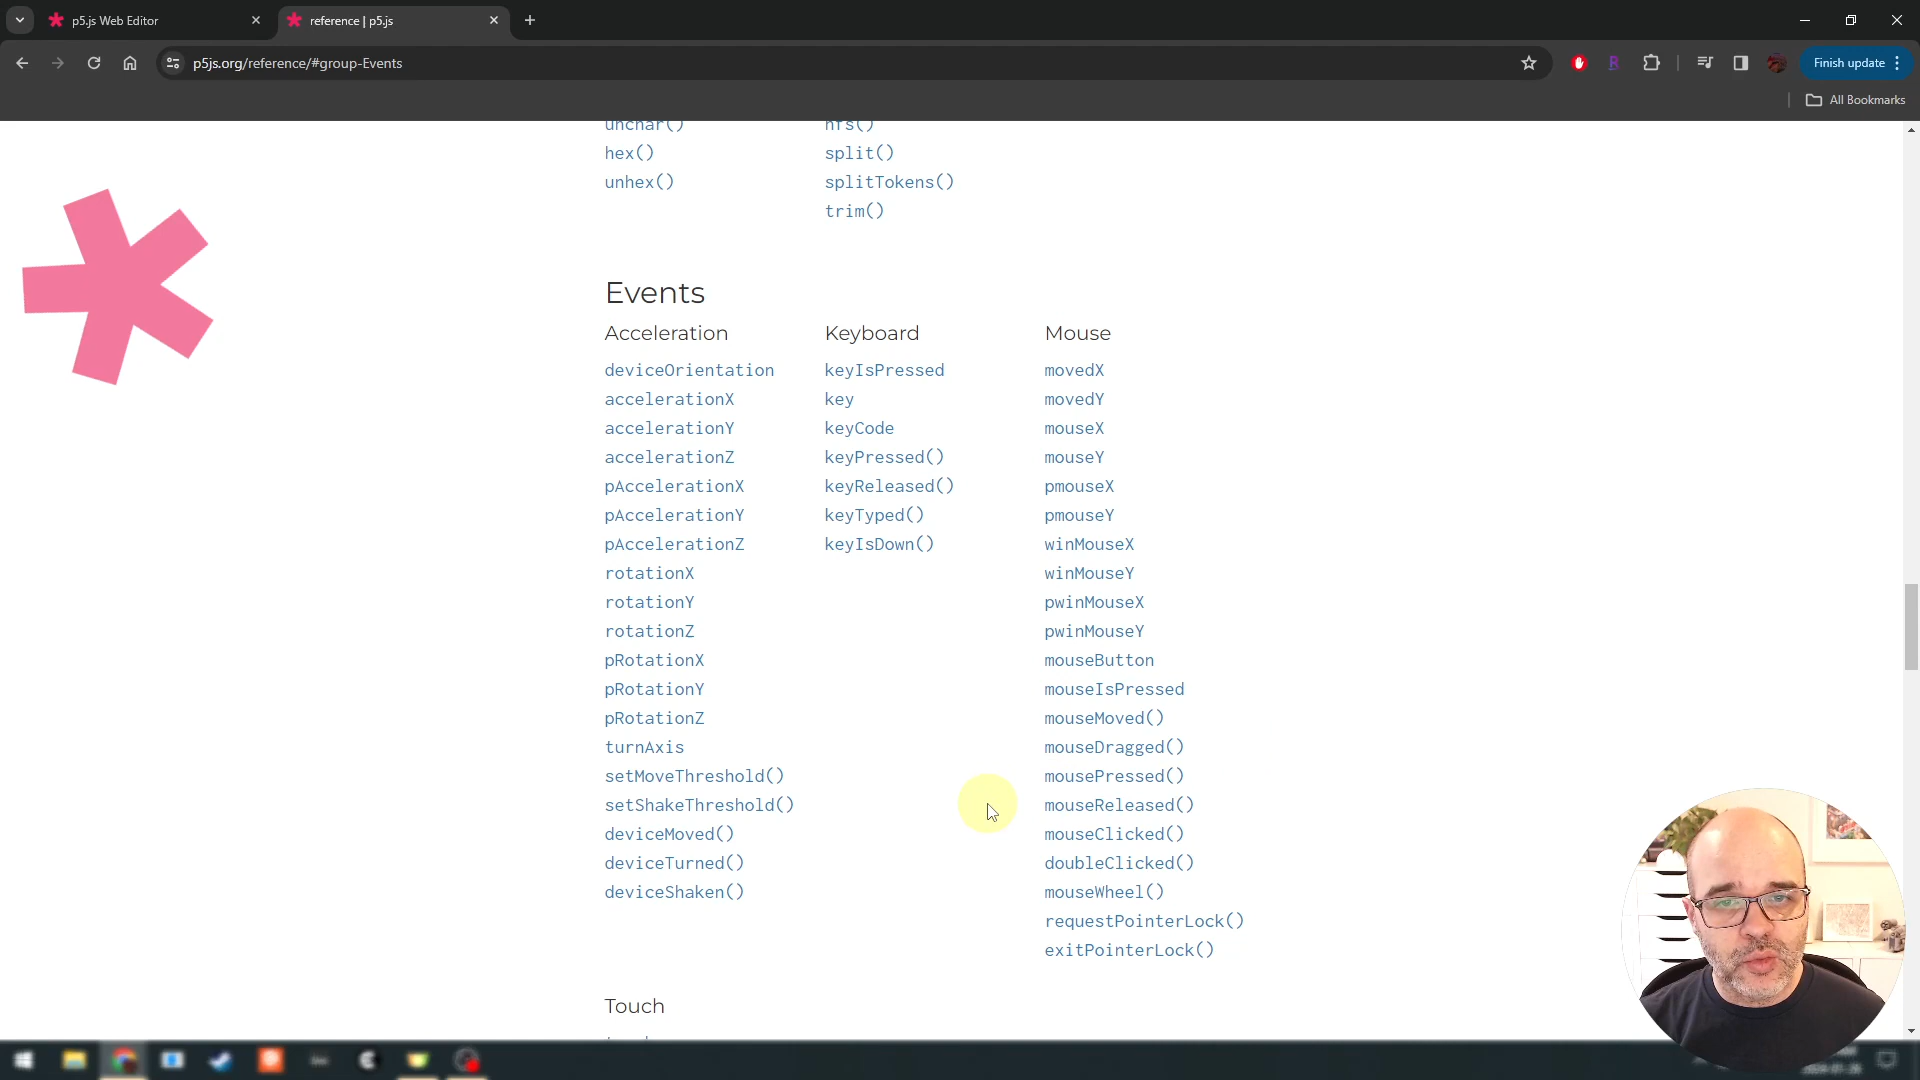 p5.js Web Editor
reference | p5.js
p5js.org/reference/#group-Events
Finish update
All Bookmarks
unchar()
hex()
unhex()
nfs()
split()
splitTokens()
trim()
Events
Acceleration
deviceOrientation
accelerationX
accelerationY
accelerationZ
pAccelerationX
pAccelerationY
pAccelerationZ
rotationX
rotationY
rotationZ
pRotationX
pRotationY
pRotationZ
turnAxis
setMoveThreshold()
setShakeThreshold()
deviceMoved()
deviceTurned()
deviceShaken()
Keyboard
keyIsPressed
key
keyCode
keyPressed()
keyReleased()
keyTyped()
keyIsDown()
Mouse
movedX
movedY
mouseX
mouseY
pmouseX
pmouseY
winMouseX
winMouseY
pwinMouseX
pwinMouseY
mouseButton
mouseIsPressed
mouseMoved()
mouseDragged()
mousePressed()
mouseReleased()
mouseClicked()
doubleClicked()
mouseWheel()
requestPointerLock()
exitPointerLock()
Touch